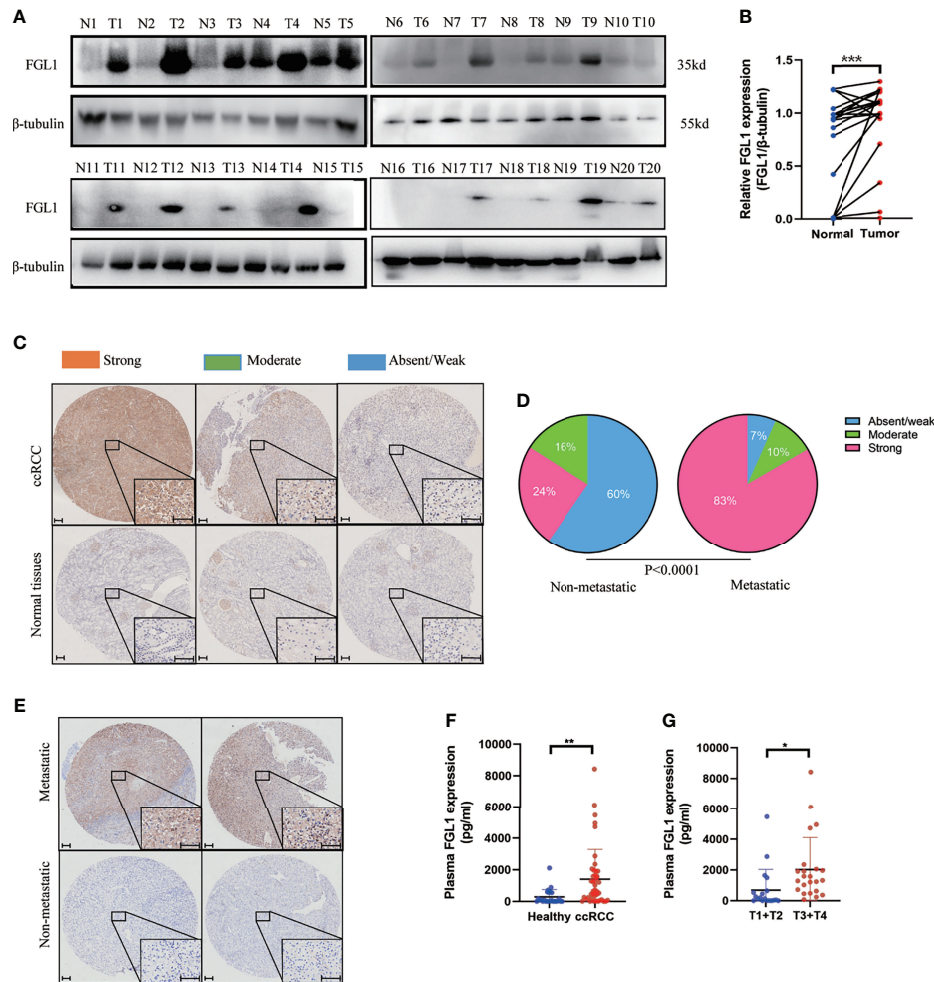 A
N1 T1 N2 T2 N3 T3 N4 T4 N5 T5
N6 T6 N7 T7 N8 T8 N9 T9 N10 T10
FGL1
35kd
β-tubulin
55kd
N11 T11 N12 T12 N13 T13 N14 T14 N15 T15
N16 T16 N17 T17 N18 T18 N19 T19 N20 T20
FGL1
β-tubulin
B
***
Relative FGL1 expression
(FGL1/β-tubulin)
1.5
1.0
0.5
0.0
Normal Tumor
C
Strong Moderate Absent/Weak
ccRCC
Normal tissues
D
16%
24%
60%
7%
10%
83%
Absent/weak
Moderate
Strong
P<0.0001
Non-metastatic Metastatic
E
Metastatic
Non-metastatic
F
Plasma FGL1 expression
(pg/ml)
10000
8000
6000
4000
2000
0
**
Healthy ccRCC
G
Plasma FGL1 expression
(pg/ml)
10000
8000
6000
4000
2000
0
*
T1+T2 T3+T4